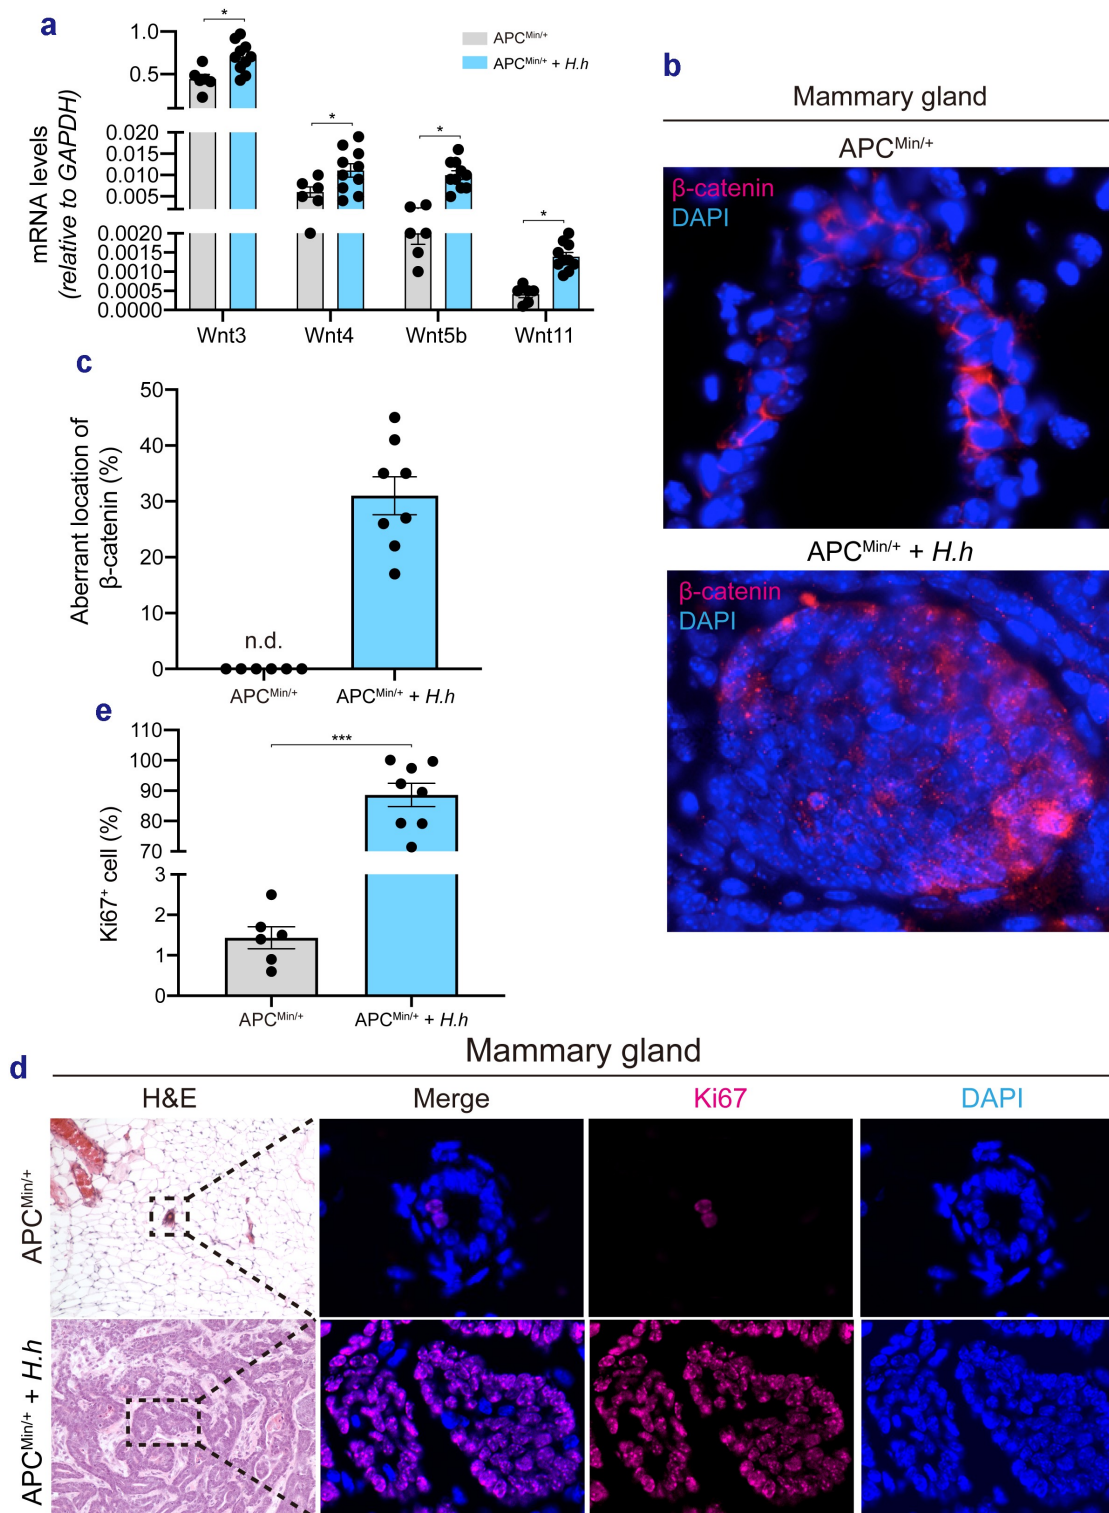 a
*
1.0
0.5
APCMin/+
APCMin/+ + H.h
mRNA levels
(relative to GAPDH)
0.020
0.015
0.010
0.005
*
*
0.0020
0.0015
0.0010
0.0005
0.0000
*
Wnt3 Wnt4 Wnt5b Wnt11
b
Mammary gland
APCMin/+
β-catenin
DAPI
APCMin/+ + H.h
β-catenin
DAPI
c
Aberrant location of
β-catenin (%)
50
40
30
20
10
0
n.d.
APCMin/+ APCMin/+ + H.h
e
Ki67+ cell (%)
110
100
90
80
70
3
2
1
0
***
APCMin/+ APCMin/+ + H.h
d
Mammary gland
H&E Merge Ki67 DAPI
APCMin/+
APCMin/+ + H.h